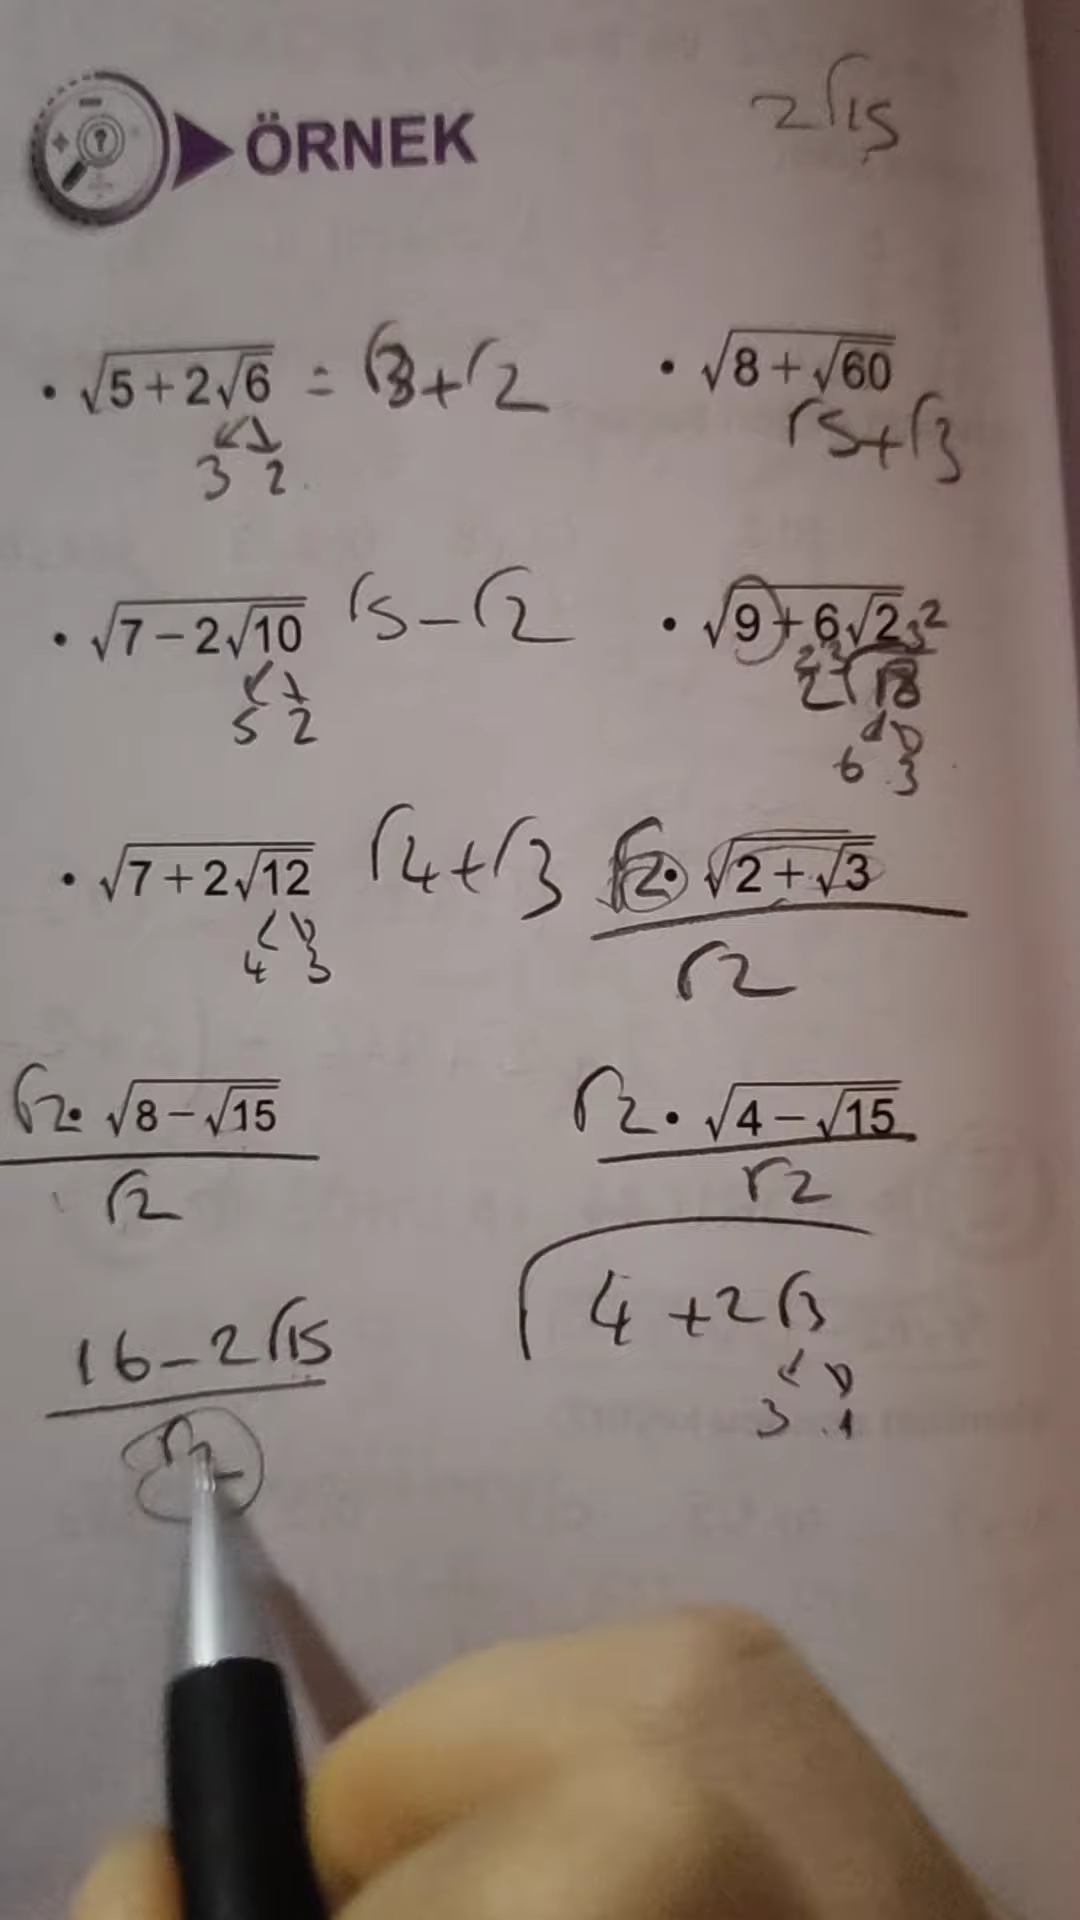 ÖRNEK 2√15
• √(5+2√6) = √3+√2
3 2
• √(8+√60)
√5+√3
• √(7−2√10) √5−√2
5 2
• √(9+6√2) 3²
2√18
6 3
• √(7+2√12) √4+√3
4 3
√2 • √(2+√3)
√2
√2 • √(8−√15)
√2
√2 • √(4−√15)
√2
16−2√15
√2
√(4+2√3)
3 1